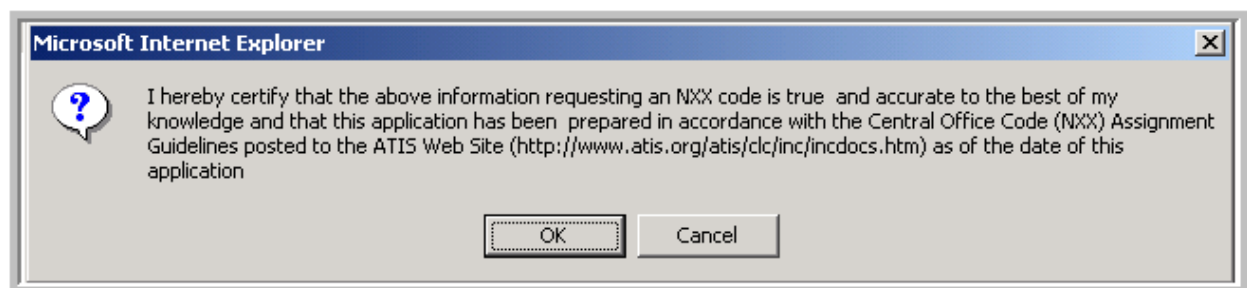 Microsoft Internet Explorer
I hereby certify that the above information requesting an NXX code is true  and accurate to the best of my
knowledge and that this application has been  prepared in accordance with the Central Office Code (NXX) Assignment
Guidelines posted to the ATIS Web Site (http://www.atis.org/atis/clc/inc/incdocs.htm) as of the date of this
application
OK Cancel